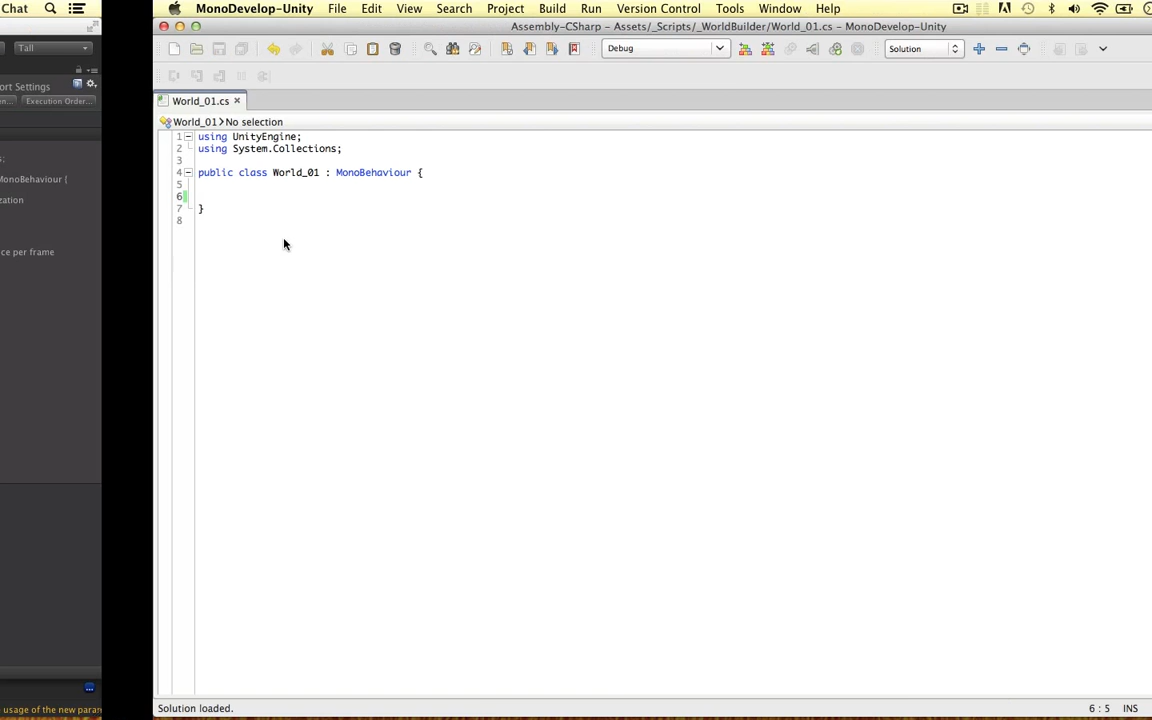 Chat
MonoDevelop-Unity File Edit View Search Project Build Run Version Control Tools Window Help
Assembly-CSharp – Assets/_Scripts/_WorldBuilder/World_01.cs – MonoDevelop-Unity
Tall
Debug
Solution
ort Settings
en... Execution Order...
World_01.cs ×
World_01 No selection
s;
MonoBehaviour {
zation
ce per frame
1 using UnityEngine;
2 using System.Collections;
3
4 public class World_01 : MonoBehaviour {
5
6
7 }
8
usage of the new para
Solution loaded.
6 : 5 INS